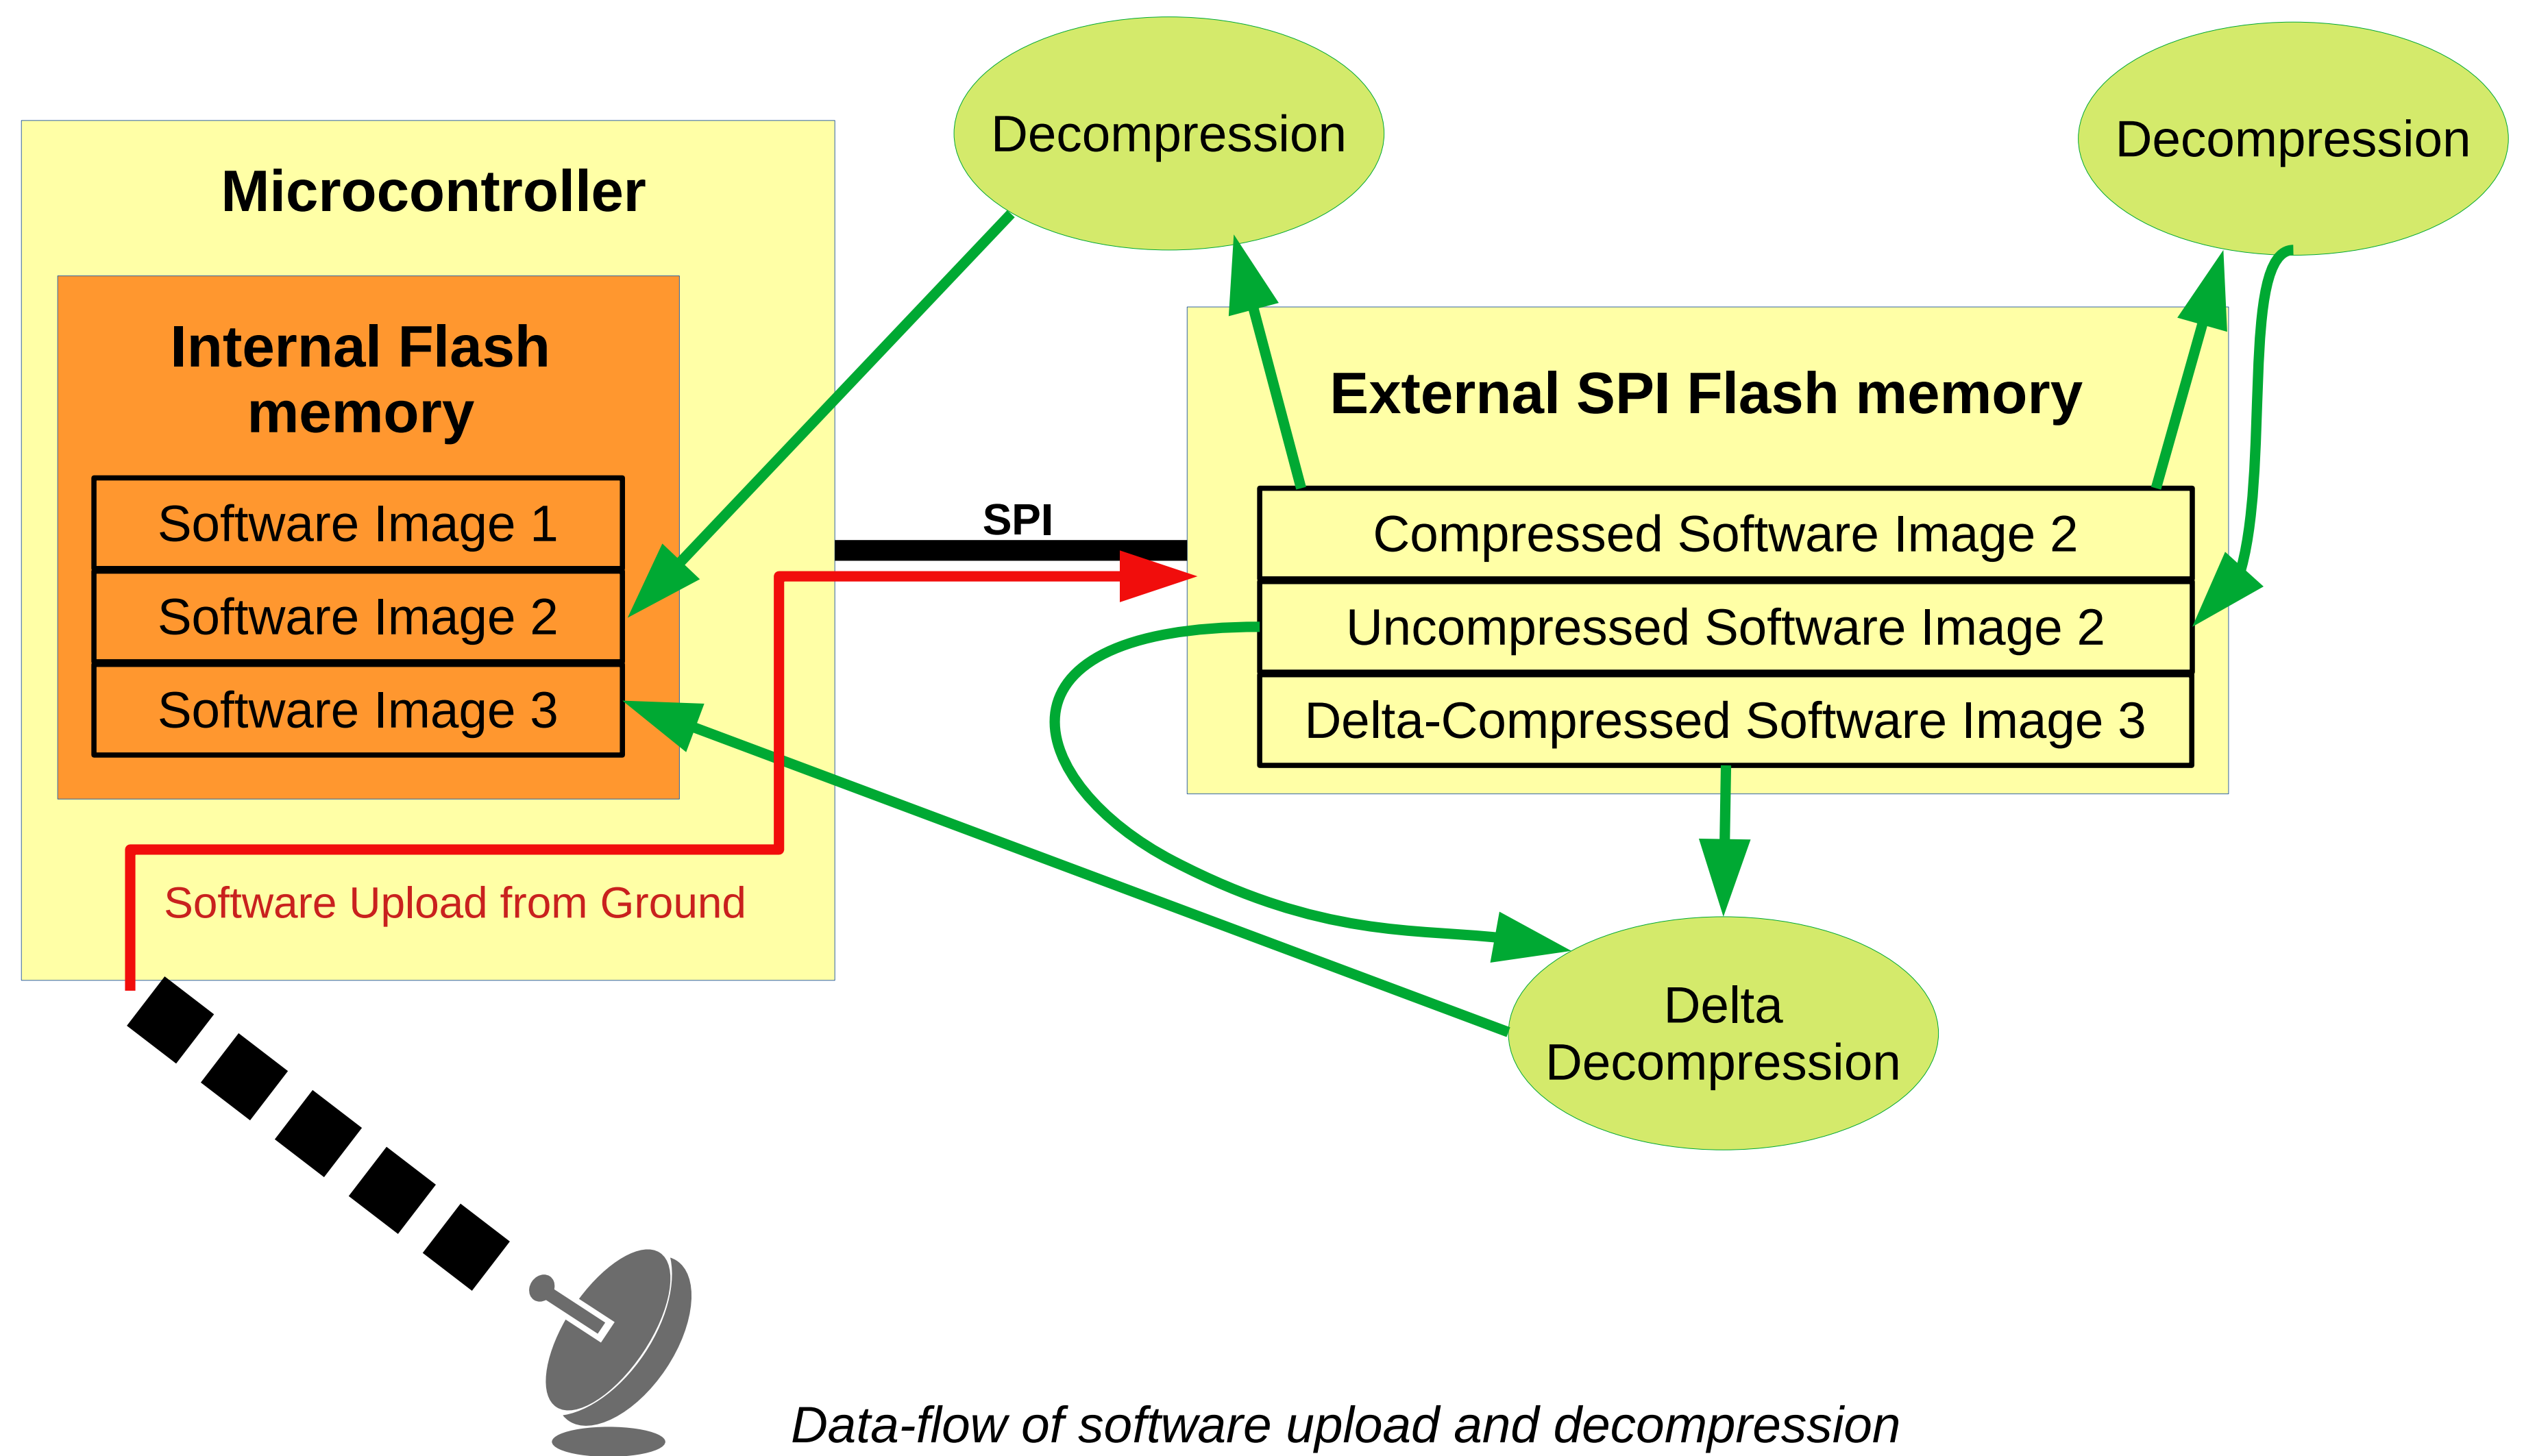 Decompression
Decompression
Microcontroller
Internal Flash
memory
Software Image 1
Software Image 2
Software Image 3
SPI
External SPI Flash memory
Compressed Software Image 2
Uncompressed Software Image 2
Delta-Compressed Software Image 3
Software Upload from Ground
Delta
Decompression
Data-flow of software upload and decompression